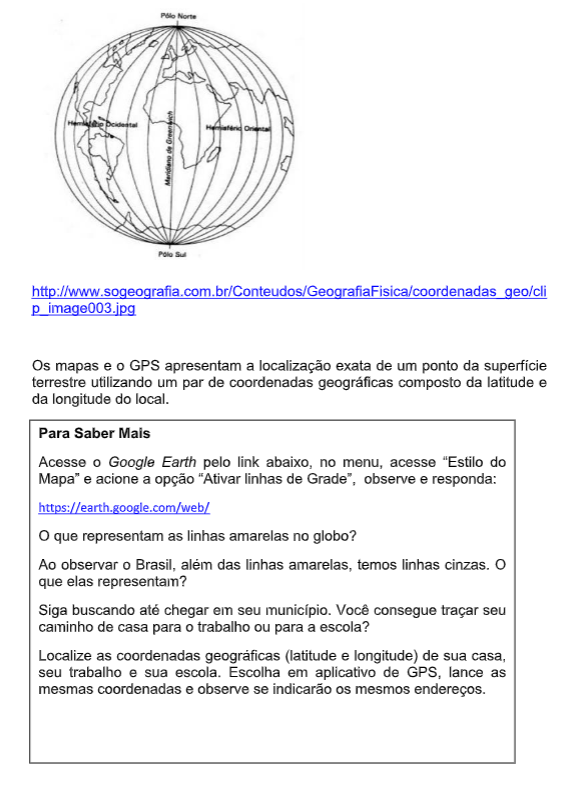 Pólo Norte
Hemisfério Ocidental
Meridiano de Greenwich
Hemisfério Oriental
Pólo Sul
http://www.sogeografia.com.br/Conteudos/GeografiaFisica/coordenadas_geo/cli
p_image003.jpg
Os mapas e o GPS apresentam a localização exata de um ponto da superfície
terrestre utilizando um par de coordenadas geográficas composto da latitude e
da longitude do local.
Para Saber Mais
Acesse o Google Earth pelo link abaixo, no menu, acesse “Estilo do
Mapa” e acione a opção “Ativar linhas de Grade”, observe e responda:
https://earth.google.com/web/
O que representam as linhas amarelas no globo?
Ao observar o Brasil, além das linhas amarelas, temos linhas cinzas. O
que elas representam?
Siga buscando até chegar em seu município. Você consegue traçar seu
caminho de casa para o trabalho ou para a escola?
Localize as coordenadas geográficas (latitude e longitude) de sua casa,
seu trabalho e sua escola. Escolha em aplicativo de GPS, lance as
mesmas coordenadas e observe se indicarão os mesmos endereços.